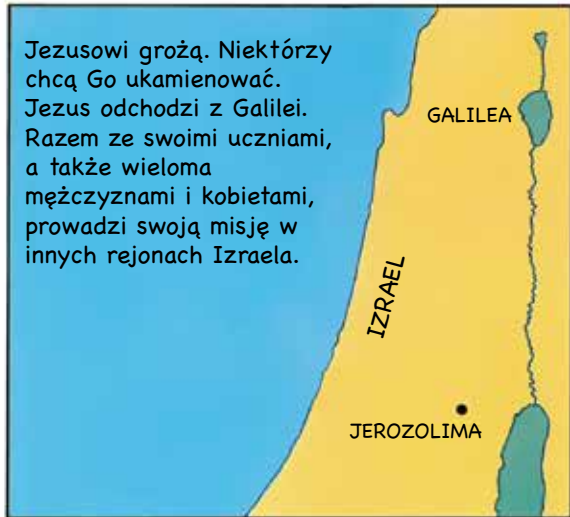 Jezusowi grożą. Niektórzy
chcą Go ukamienować.
Jezus odchodzi z Galilei.
Razem ze swoimi uczniami,
a także wieloma
mężczyznami i kobietami,
prowadzi swoją misję w
innych rejonach Izraela.
GALILEA
IZRAEL
JEROZOLIMA